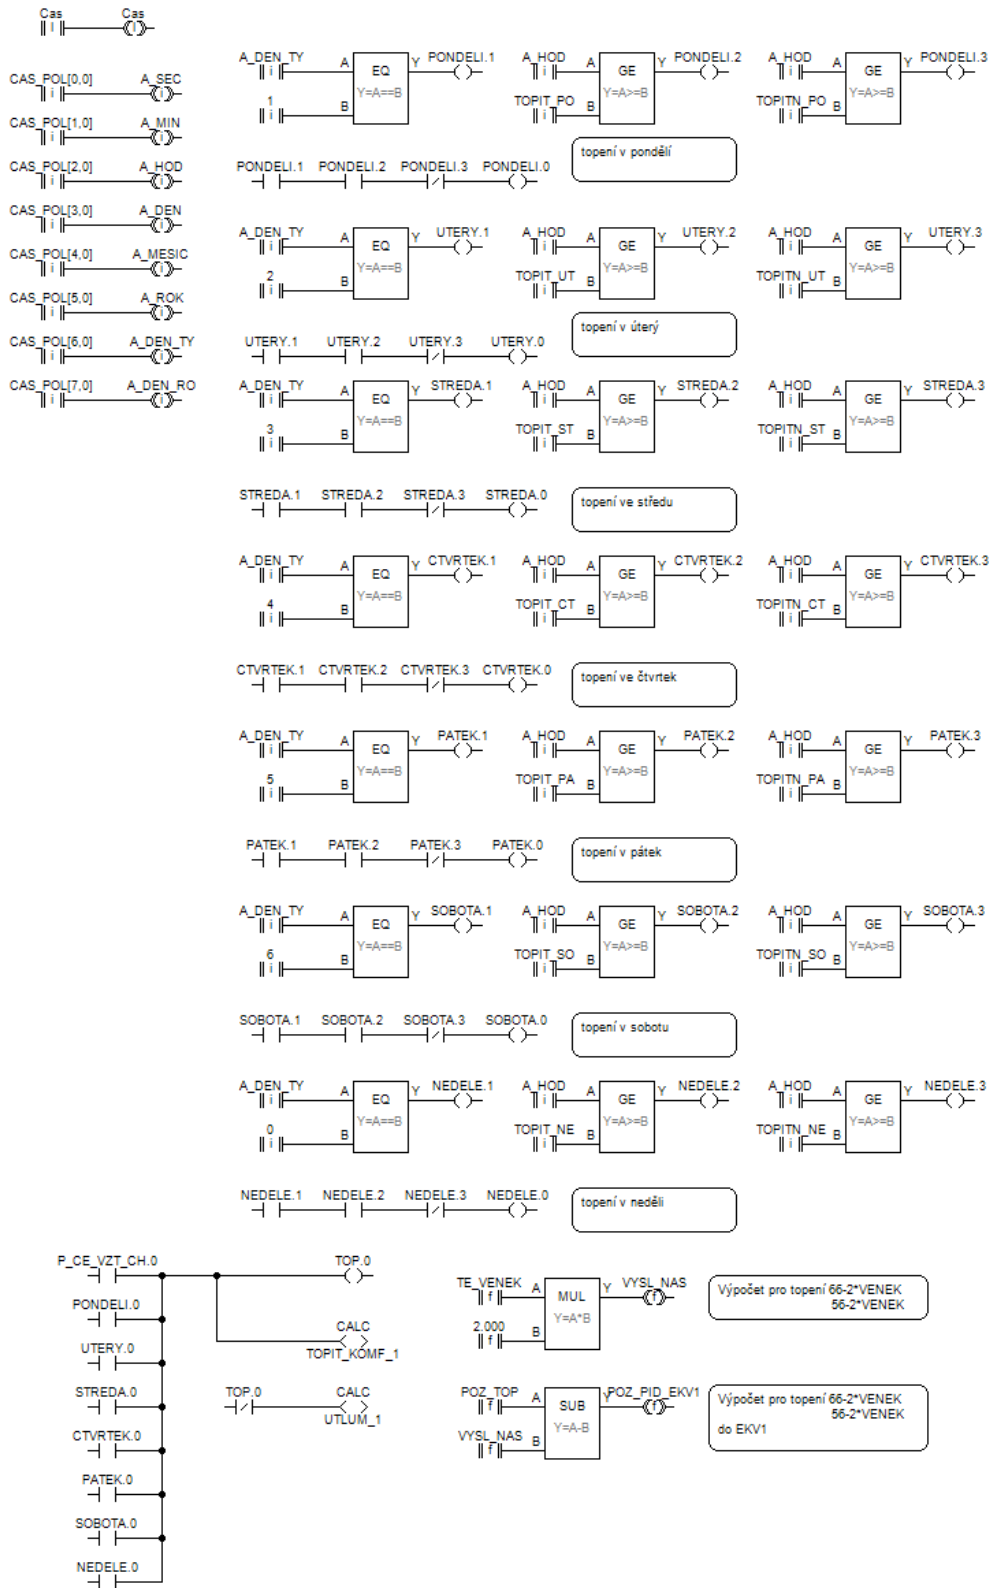 Cas Cas
i i
CAS_POL[0,0] A_SEC
i i
CAS_POL[1,0] A_MIN
i i
CAS_POL[2,0] A_HOD
i i
CAS_POL[3,0] A_DEN
i i
CAS_POL[4,0] A_MESIC
i i
CAS_POL[5,0] A_ROK
i i
CAS_POL[6,0] A_DEN_TY
i i
CAS_POL[7,0] A_DEN_RO
i i
A_DEN_TY A EQ Y PONDELI.1 A_HOD A GE Y PONDELI.2 A_HOD A GE Y PONDELI.3
i i i
Y=A==B Y=A>=B Y=A>=B
1 B TOPIT_PO B TOPITN_PO B
i i i
topení v pondělí
PONDELI.1 PONDELI.2 PONDELI.3 PONDELI.0
A_DEN_TY A EQ Y UTERY.1 A_HOD A GE Y UTERY.2 A_HOD A GE Y UTERY.3
i i i
Y=A==B Y=A>=B Y=A>=B
2 B TOPIT_UT B TOPITN_UT B
i i i
topení v úterý
UTERY.1 UTERY.2 UTERY.3 UTERY.0
A_DEN_TY A EQ Y STREDA.1 A_HOD A GE Y STREDA.2 A_HOD A GE Y STREDA.3
i i i
Y=A==B Y=A>=B Y=A>=B
3 B TOPIT_ST B TOPITN_ST B
i i i
STREDA.1 STREDA.2 STREDA.3 STREDA.0
topení ve středu
A_DEN_TY A EQ Y CTVRTEK.1 A_HOD A GE Y CTVRTEK.2 A_HOD A GE Y CTVRTEK.3
i i i
Y=A==B Y=A>=B Y=A>=B
4 B TOPIT_CT B TOPITN_CT B
i i i
CTVRTEK.1 CTVRTEK.2 CTVRTEK.3 CTVRTEK.0
topení ve čtvrtek
A_DEN_TY A EQ Y PATEK.1 A_HOD A GE Y PATEK.2 A_HOD A GE Y PATEK.3
i i i
Y=A==B Y=A>=B Y=A>=B
5 B TOPIT_PA B TOPITN_PA B
i i i
PATEK.1 PATEK.2 PATEK.3 PATEK.0
topení v pátek
A_DEN_TY A EQ Y SOBOTA.1 A_HOD A GE Y SOBOTA.2 A_HOD A GE Y SOBOTA.3
i i i
Y=A==B Y=A>=B Y=A>=B
6 B TOPIT_SO B TOPITN_SO B
i i i
SOBOTA.1 SOBOTA.2 SOBOTA.3 SOBOTA.0
topení v sobotu
A_DEN_TY A EQ Y NEDELE.1 A_HOD A GE Y NEDELE.2 A_HOD A GE Y NEDELE.3
i i i
Y=A==B Y=A>=B Y=A>=B
0 B TOPIT_NE B TOPITN_NE B
i i i
NEDELE.1 NEDELE.2 NEDELE.3 NEDELE.0
topení v neděli
P_CE_VZT_CH.0 TOP.0
PONDELI.0
UTERY.0 CALC
TOPIT_KOMF_1
STREDA.0 TOP.0 CALC
UTLUM_1
CTVRTEK.0
PATEK.0
SOBOTA.0
NEDELE.0
TE_VENEK A MUL Y VYSL_NAS
f f
Y=A*B
2.000 B
f
Výpočet pro topení 66-2*VENEK
56-2*VENEK
POZ_TOP A SUB Y POZ_PID_EKV1
f f
Y=A-B
VYSL_NAS B
f
Výpočet pro topení 66-2*VENEK
56-2*VENEK
do EKV1